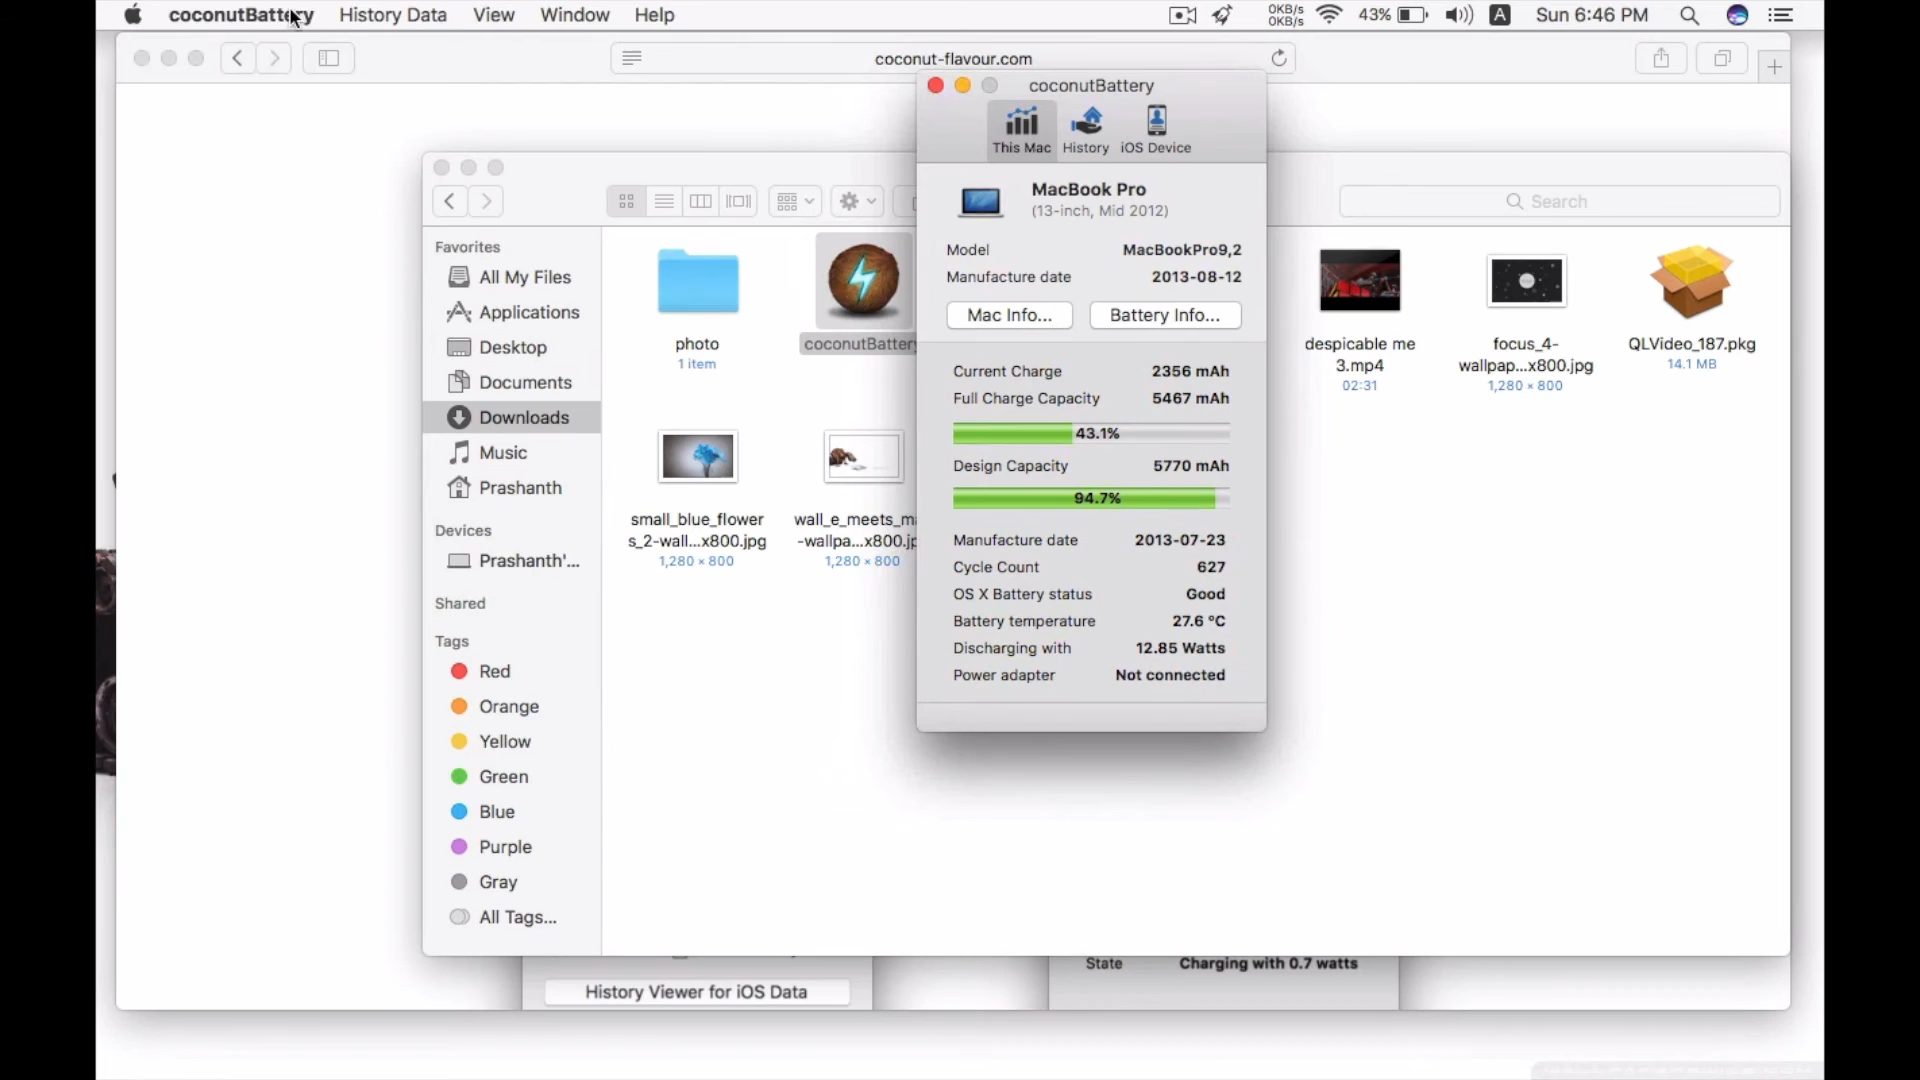 coconutBattery History Data View Window Help
0KB/s
0KB/s
43%
A
Sun 6:46 PM
coconut-flavour.com
coconutBattery
This Mac History iOS Device
MacBook Pro
(13-inch, Mid 2012)
Model MacBookPro9,2
Manufacture date 2013-08-12
Mac Info... Battery Info...
Current Charge 2356 mAh
Full Charge Capacity 5467 mAh
43.1%
Design Capacity 5770 mAh
94.7%
Manufacture date 2013-07-23
Cycle Count 627
OS X Battery status Good
Battery temperature 27.6 °C
Discharging with 12.85 Watts
Power adapter Not connected
Search
Favorites
All My Files
Applications
Desktop
Documents
Downloads
Music
Prashanth
Devices
Prashanth'...
Shared
Tags
Red
Orange
Yellow
Green
Blue
Purple
Gray
All Tags...
photo
1 item
coconutBattery
despicable me
3.mp4
02:31
focus_4-
wallpap...x800.jpg
1,280 × 800
QLVideo_187.pkg
14.1 MB
small_blue_flower
s_2-wall...x800.jpg
1,280 × 800
wall_e_meets_m
-wallpa...x800.jp
1,280 × 800
State Charging with 0.7 watts
History Viewer for iOS Data